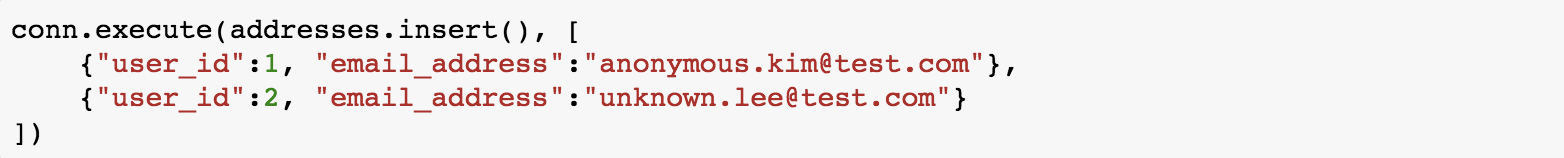 conn.execute(addresses.insert(), [
    {"user_id":1, "email_address":"anonymous.kim@test.com"},
    {"user_id":2, "email_address":"unknown.lee@test.com"}
])